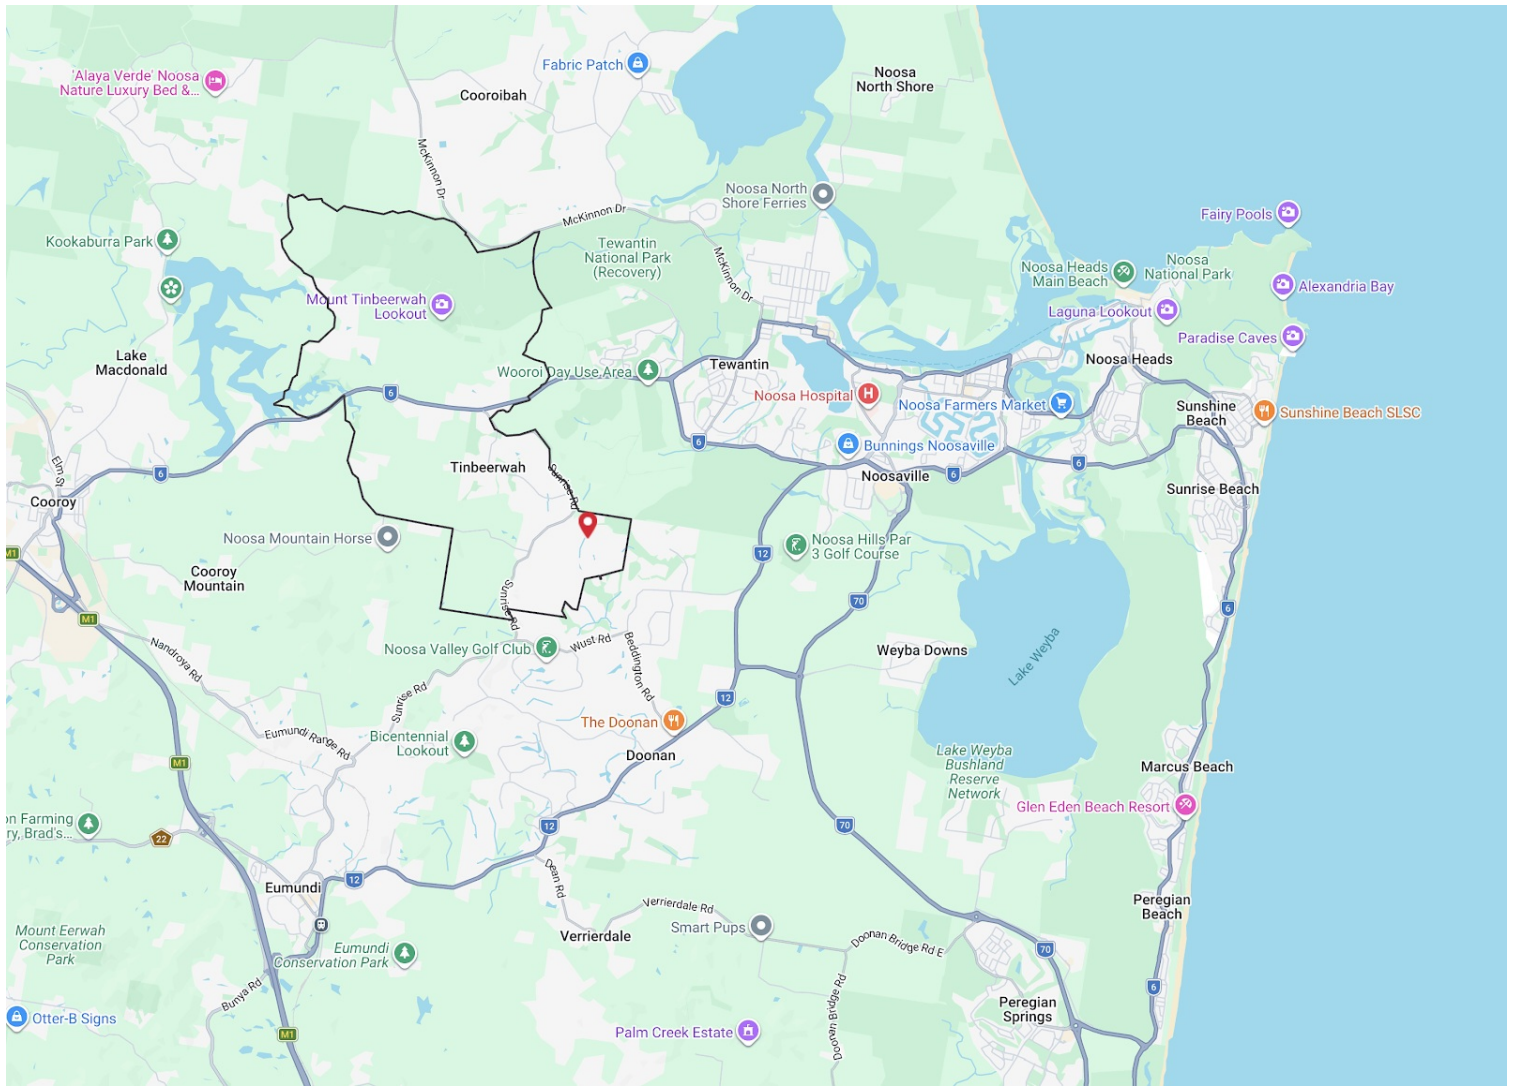 Noosa
North Shore
Fabric Patch
'Alaya Verde' Noosa
Nature Luxury Bed &...
Cooroibah
McKinnon Dr
Noosa North
Shore Ferries
McKinnon Dr
Fairy Pools
Kookaburra Park
Tewantin
National Park
(Recovery)
McKinnon Dr
Noosa Heads
Main Beach
Noosa
National Park
Alexandria Bay
Mount Tinbeerwah
Lookout
Laguna Lookout
Paradise Caves
Lake
Macdonald
Wooroi Day Use Area
Tewantin
Noosa Heads
6
Noosa Hospital
Noosa Farmers Market
Sunshine
Beach
Sunshine Beach SLSC
6
Bunnings Noosaville
Elm St
6
Tinbeerwah
Sunrise Rd
Noosaville
6
6
Sunrise Beach
Cooroy
Noosa Mountain Horse
Noosa Hills Par
3 Golf Course
12
M1
Cooroy
Mountain
Sunrise Rd
70
6
M1
Nandroya Rd
Noosa Valley Golf Club
Wust Rd
Beddington Rd
Weyba Downs
Lake Weyba
Sunrise Rd
12
The Doonan
Eumundi Range Rd
Bicentennial
Lookout
Doonan
Lake Weyba
Bushland
Reserve
Network
M1
Marcus Beach
Glen Eden Beach Resort
on Farming
ry, Brad's...
22
12
70
Eumundi
12
Dean Rd
Verrierdale Rd
Peregian
Beach
Smart Pups
Mount Eerwah
Conservation
Park
Verrierdale
Doonan Bridge Rd E
70
Eumundi
Conservation Park
Bunya Rd
Doonan Bridge Rd
6
Peregian
Springs
Otter-B Signs
M1
Palm Creek Estate